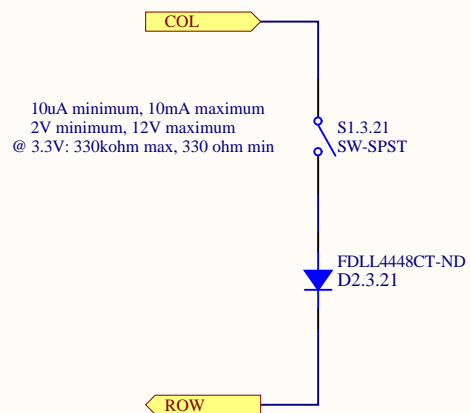 COL
10uA minimum, 10mA maximum
2V minimum, 12V maximum
@ 3.3V: 330kohm max, 330 ohm min
S1.3.21
SW-SPST
FDLL4448CT-ND
D2.3.21
ROW